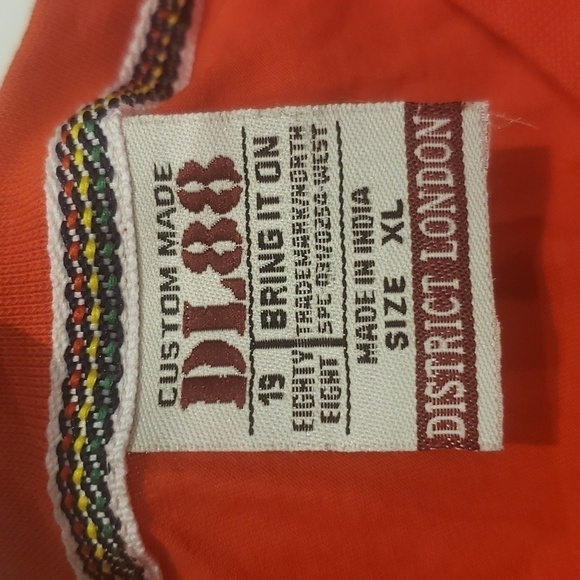 CUSTOM MADE
DL88
19 BRING IT ON
EIGHTY TRADEMARK/NORTH
EIGHT
MADE IN INDIA
SIZE XL
DISTRICT LONDON